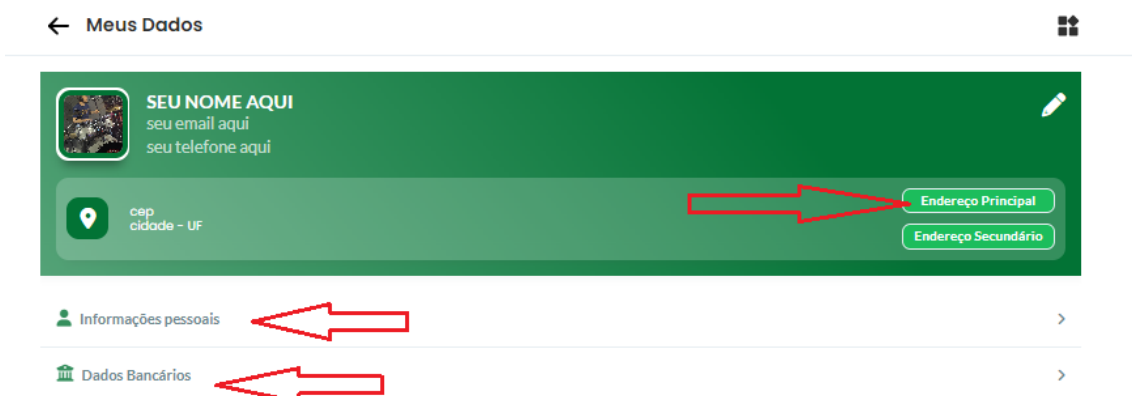 Meus Dados
SEU NOME AQUI
seu email aqui
seu telefone aqui
cep
cidade - UF
Endereço Principal
Endereço Secundário
Informações pessoais
Dados Bancários